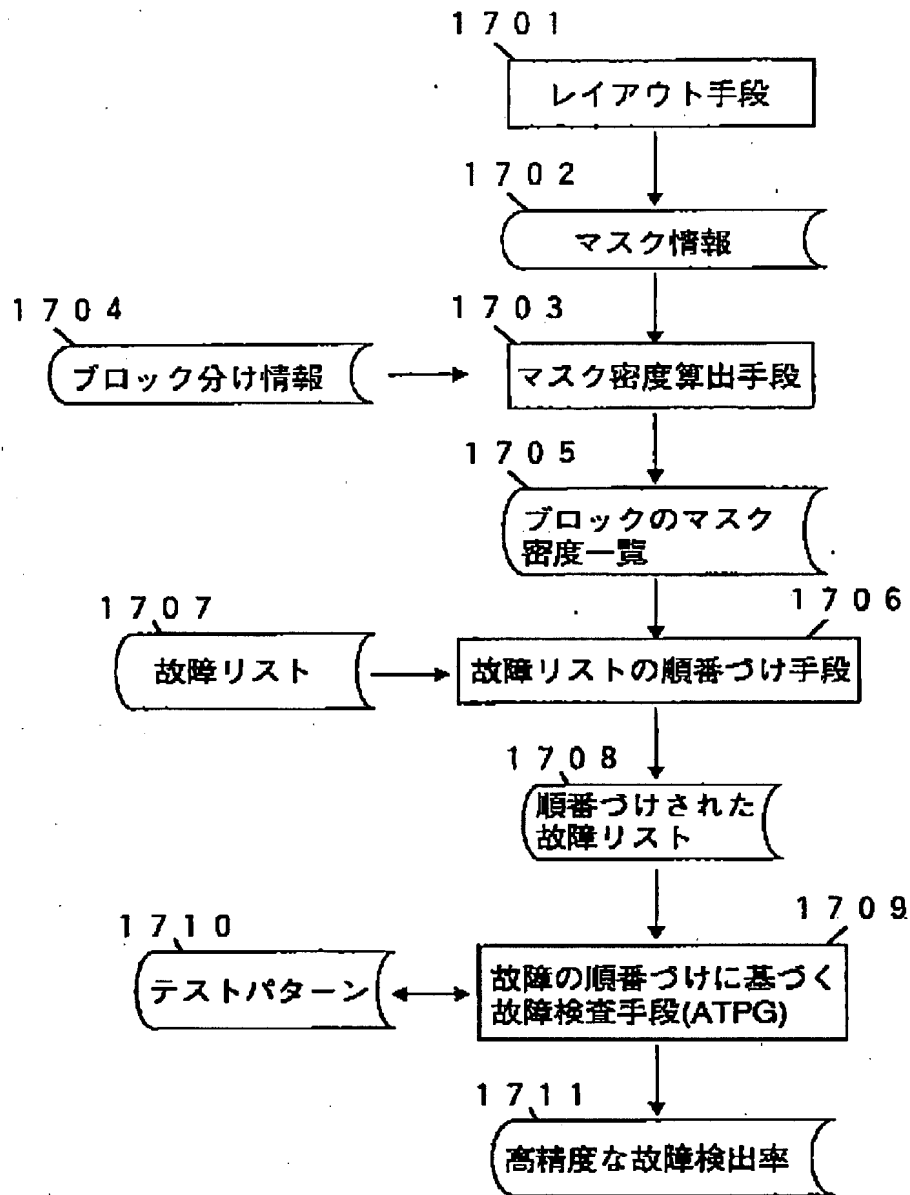 1701
レイアウト手段
1702
マスク情報
1704
ブロック分け情報
1703
マスク密度算出手段
1705
ブロックのマスク
密度一覧
1707
故障リスト
1706
故障リストの順番づけ手段
1708
順番づけされた
故障リスト
1710
テストパターン
1709
故障の順番づけに基づく
故障検査手段(ATPG)
1711
高精度な故障検出率